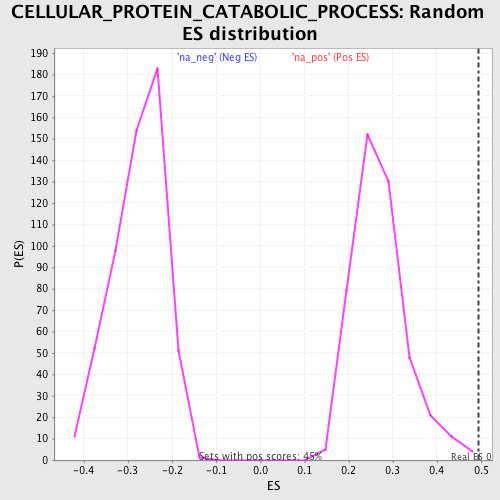 CELLULAR_PROTEIN_CATABOLIC_PROCESS: Random
ES distribution
'na_neg' (Neg ES) 'na_pos' (Pos ES)
190
180
170
160
150
140
130
120
110
100
90
80
70
60
50
40
30
20
10
0
P(ES)
Sets with pos scores: 45%
Real ES 0
-0.4 -0.3 -0.2 -0.1 0.0 0.1 0.2 0.3 0.4 0.5
ES